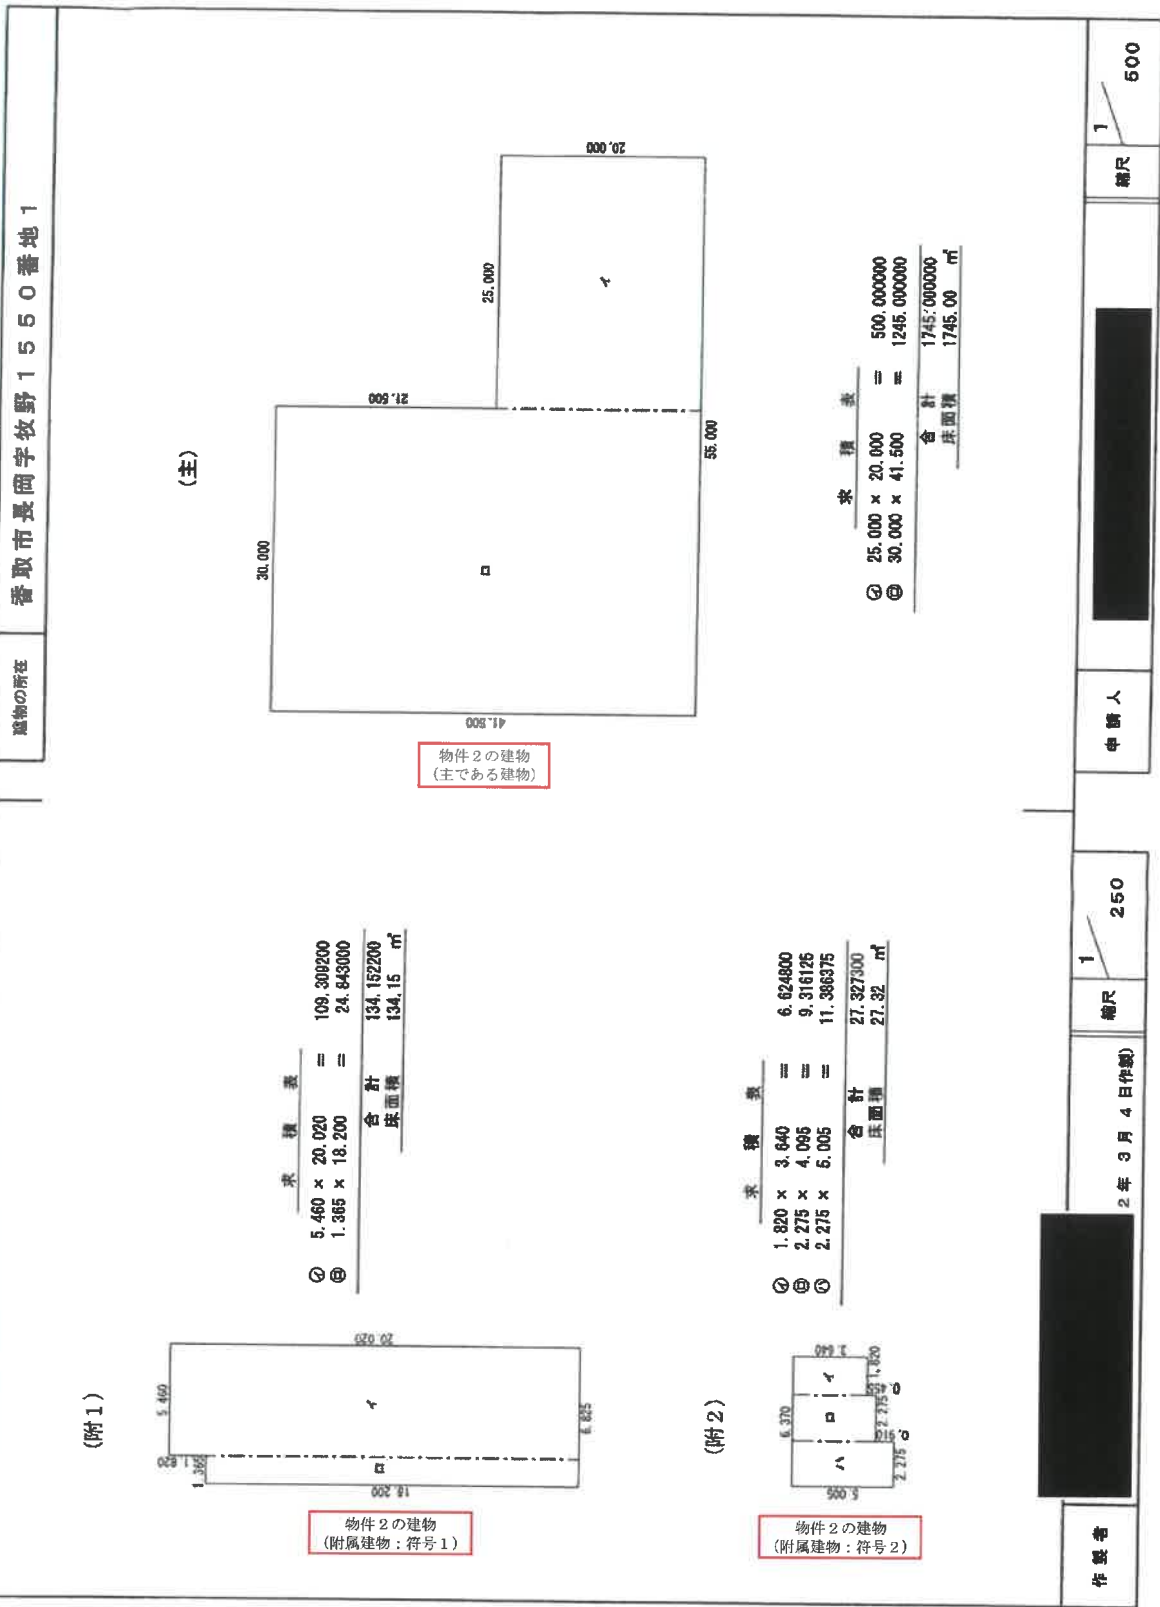 建物の所在
香取市長岡字牧野1550番地1
(主)
30.000
21.500
25.000
20.000
41.500
55.000
ロ
イ
物件2の建物
(主である建物)
求積表
㋑ 25.000 × 20.000 = 500.000000
㋺ 30.000 × 41.500 = 1245.000000
合計 1745.000000
床面積 1745.00 ㎡
申請人
縮尺
1/500
(附1)
5.460
20.020
1.820
1.365
18.200
6.825
イ
ロ
物件2の建物
(附属建物:符号1)
求積表
㋑ 5.460 × 20.020 = 109.309200
㋺ 1.365 × 18.200 = 24.843000
合計 134.152200
床面積 134.15 ㎡
(附2)
6.370
3.640
1.820
0.455
2.275
0.910
2.275
5.005
イ
ロ
ハ
物件2の建物
(附属建物:符号2)
求積表
㋑ 1.820 × 3.640 = 6.624800
㋺ 2.275 × 4.095 = 9.316125
㋩ 2.275 × 5.005 = 11.386375
合計 27.327300
床面積 27.32 ㎡
作製者
2年3月4日作製)
縮尺
1/250